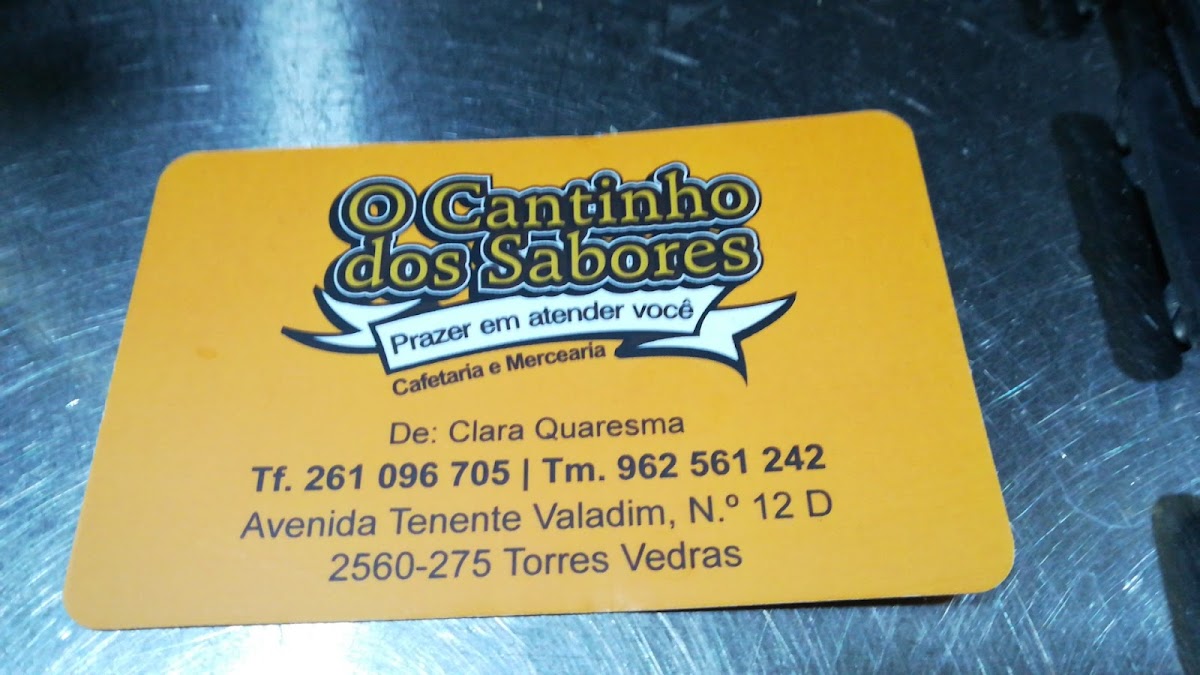 O Cantinho
dos Sabores
Prazer em atender você
Cafetaria e Mercearia
De: Clara Quaresma
Tf. 261 096 705 | Tm. 962 561 242
Avenida Tenente Valadim, N.º 12 D
2560-275 Torres Vedras